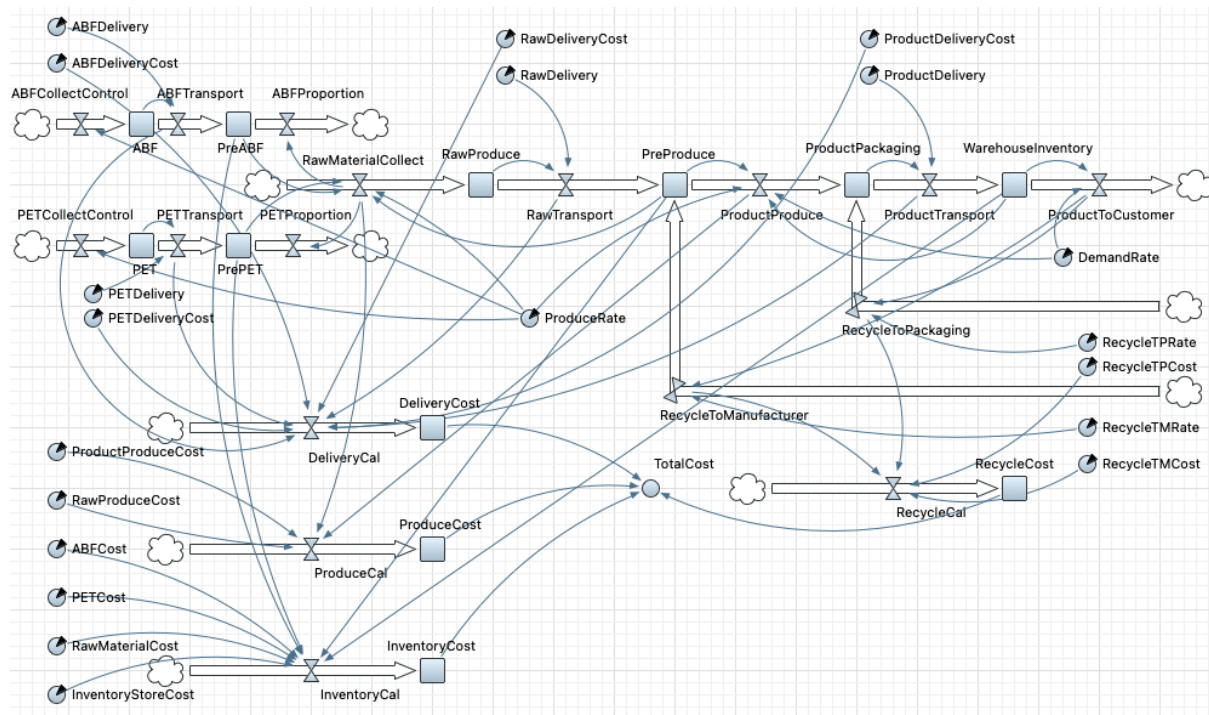 ABFDelivery
RawDeliveryCost
ProductDeliveryCost
ABFDeliveryCost
RawDelivery
ProductDelivery
ABFCollectControl
ABFTransport
ABFProportion
ABF
PreABF
RawMaterialCollect
RawProduce
PreProduce
ProductPackaging
WarehouseInventory
PETCollectControl
PETTransport
PETProportion
RawTransport
ProductProduce
ProductTransport
ProductToCustomer
PET
PrePET
DemandRate
PETDelivery
PETDeliveryCost
ProduceRate
RecycleToPackaging
RecycleTPRate
RecycleTPCost
DeliveryCost
RecycleToManufacturer
RecycleTMRate
ProductProduceCost
DeliveryCal
TotalCost
RecycleCost
RecycleTMCost
RawProduceCost
RecycleCal
ProduceCost
ABFCost
ProduceCal
PETCost
RawMaterialCost
InventoryCost
InventoryStoreCost
InventoryCal